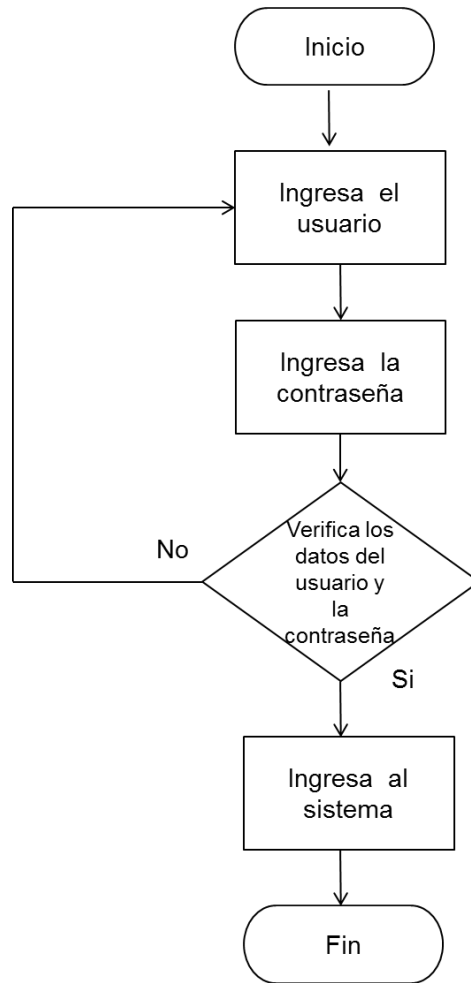 Inicio
Ingresa el
usuario
Ingresa la
contraseña
Verifica los
datos del
usuario y
la
contraseña
No
Si
Ingresa al
sistema
Fin